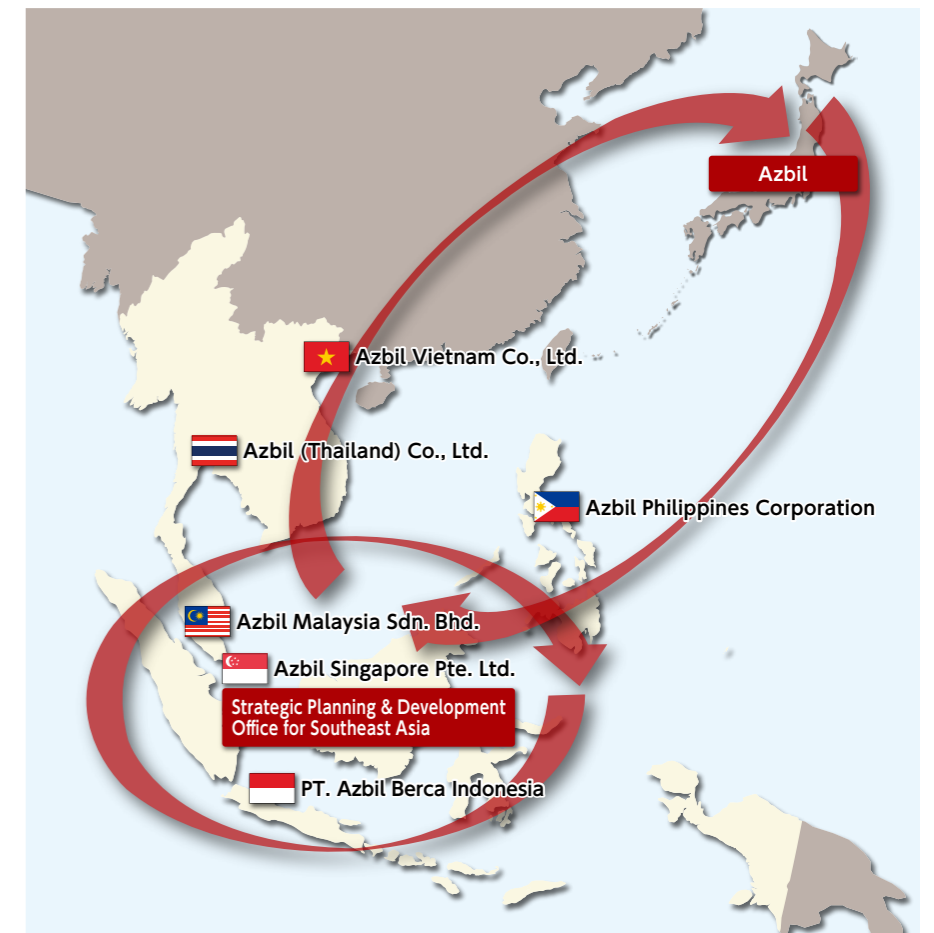 Azbil
Azbil Vietnam Co., Ltd.
Azbil (Thailand) Co., Ltd.
Azbil Philippines Corporation
Azbil Malaysia Sdn. Bhd.
Azbil Singapore Pte. Ltd.
Strategic Planning & Development
Office for Southeast Asia
PT. Azbil Berca Indonesia